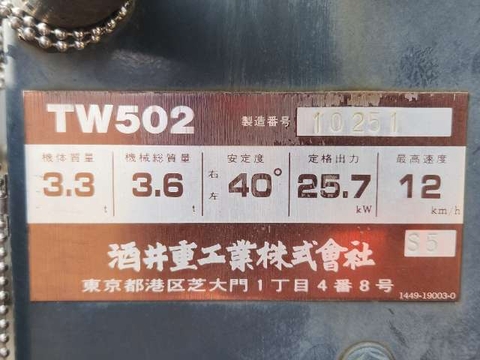 TW502 製造番号 10251
機体質量 機械総質量 安定度 定格出力 最高速度
3.3 t 3.6 t 右左 40° 25.7 kW 12 km/h
酒井重工業株式會社 S5
東京都港区芝大門1丁目4番8号
1449-19003-0